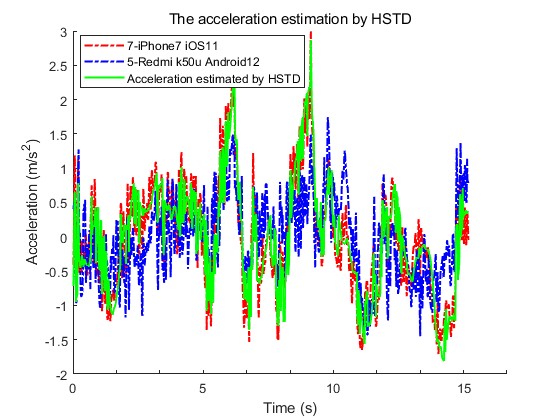 The acceleration estimation by HSTD
3
7-iPhone7 iOS11
5-Redmi k50u Android12
Acceleration estimated by HSTD
2.5
2
1.5
1
0.5
0
-0.5
-1
-1.5
-2
Acceleration (m/s²)
0
5
10
15
Time (s)